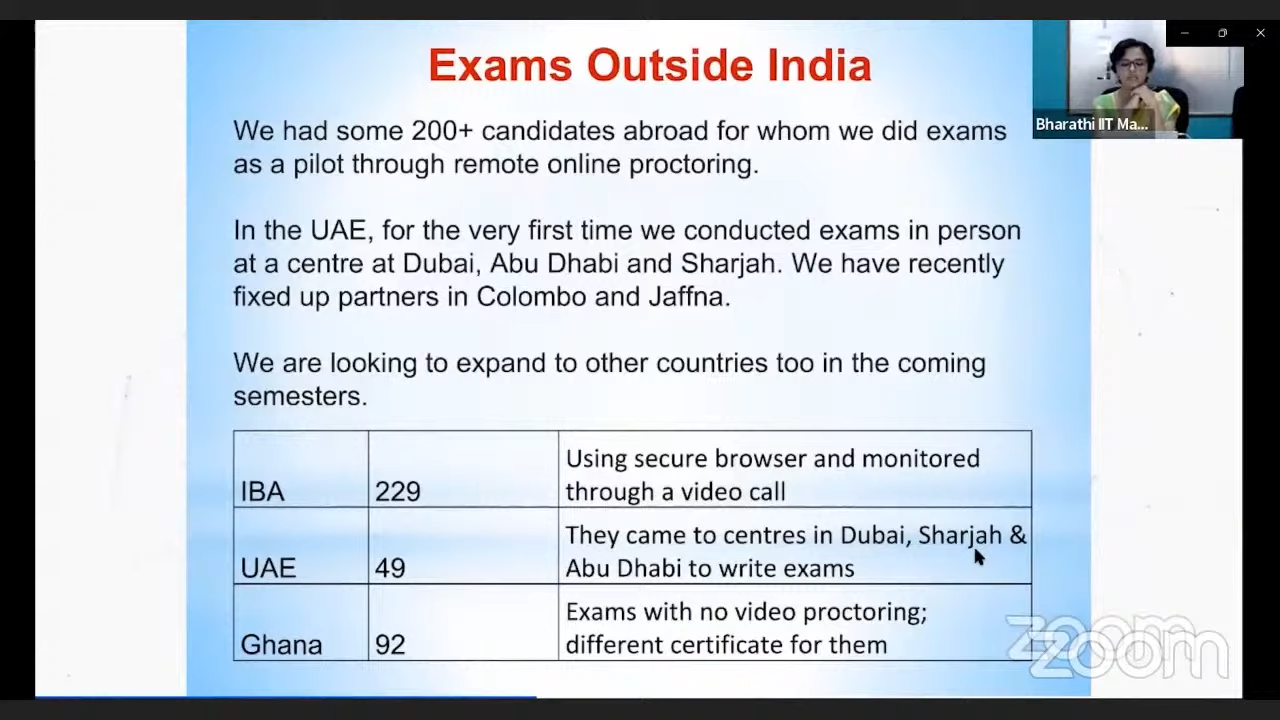 Exams Outside India
Bharathi IIT Ma...
We had some 200+ candidates abroad for whom we did exams
as a pilot through remote online proctoring.
In the UAE, for the very first time we conducted exams in person
at a centre at Dubai, Abu Dhabi and Sharjah. We have recently
fixed up partners in Colombo and Jaffna.
We are looking to expand to other countries too in the coming
semesters.
IBA 229 Using secure browser and monitored
through a video call
UAE 49 They came to centres in Dubai, Sharjah &
Abu Dhabi to write exams
Ghana 92 Exams with no video proctoring;
different certificate for them
zoom
zoom